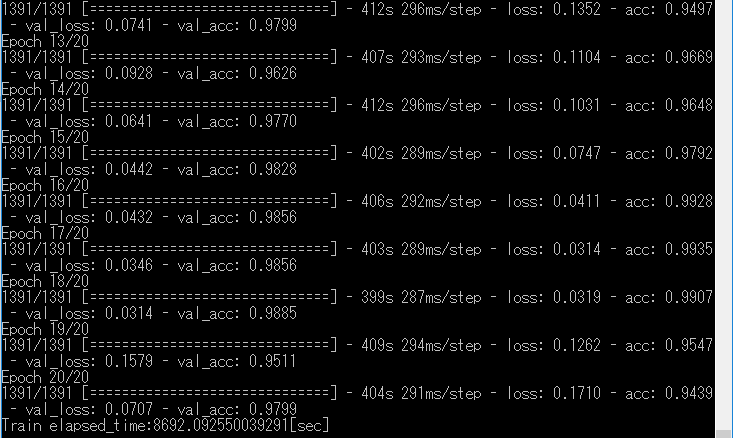 1391/1391 [==============================] - 412s 296ms/step - loss: 0.1352 - acc: 0.9497
 - val_loss: 0.0741 - val_acc: 0.9799
Epoch 13/20
1391/1391 [==============================] - 407s 293ms/step - loss: 0.1104 - acc: 0.9669
 - val_loss: 0.0928 - val_acc: 0.9626
Epoch 14/20
1391/1391 [==============================] - 412s 296ms/step - loss: 0.1031 - acc: 0.9648
 - val_loss: 0.0641 - val_acc: 0.9770
Epoch 15/20
1391/1391 [==============================] - 402s 289ms/step - loss: 0.0747 - acc: 0.9792
 - val_loss: 0.0442 - val_acc: 0.9828
Epoch 16/20
1391/1391 [==============================] - 406s 292ms/step - loss: 0.0411 - acc: 0.9928
 - val_loss: 0.0432 - val_acc: 0.9856
Epoch 17/20
1391/1391 [==============================] - 403s 289ms/step - loss: 0.0314 - acc: 0.9935
 - val_loss: 0.0346 - val_acc: 0.9856
Epoch 18/20
1391/1391 [==============================] - 399s 287ms/step - loss: 0.0319 - acc: 0.9907
 - val_loss: 0.0314 - val_acc: 0.9885
Epoch 19/20
1391/1391 [==============================] - 409s 294ms/step - loss: 0.1262 - acc: 0.9547
 - val_loss: 0.1579 - val_acc: 0.9511
Epoch 20/20
1391/1391 [==============================] - 404s 291ms/step - loss: 0.1710 - acc: 0.9439
 - val_loss: 0.0707 - val_acc: 0.9799
Train elapsed_time:8692.092550039291[sec]